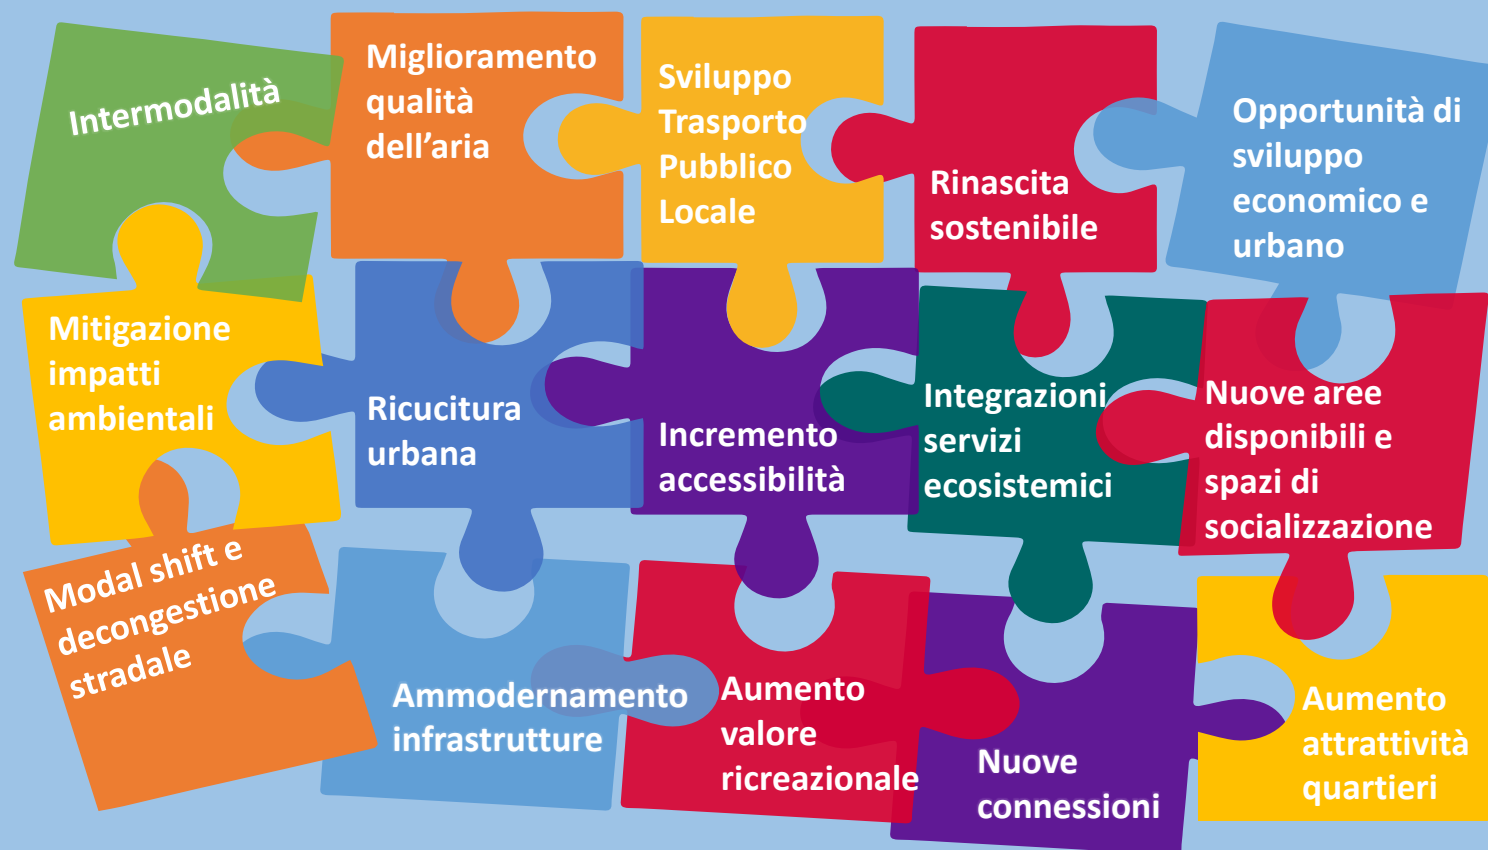 Intermodalità
Miglioramento
qualità
dell’aria
Sviluppo
Trasporto
Pubblico
Locale
Rinascita
sostenibile
Opportunità di
sviluppo
economico e
urbano
Mitigazione
impatti
ambientali
Ricucitura
urbana
Incremento
accessibilità
Integrazioni
servizi
ecosistemici
Nuove aree
disponibili e
spazi di
socializzazione
Modal shift e
decongestione
stradale
Ammodernamento
infrastrutture
Aumento
valore
ricreazionale
Nuove
connessioni
Aumento
attrattività
quartieri